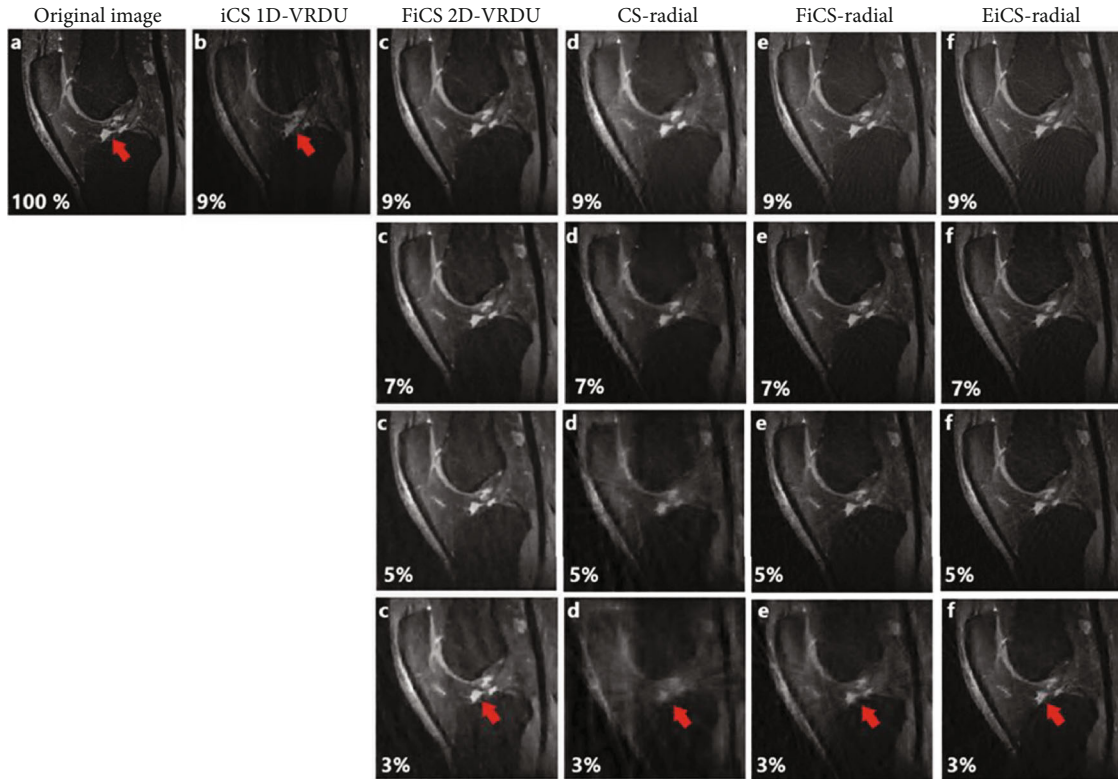 Original image iCS 1D-VRDU FiCS 2D-VRDU CS-radial FiCS-radial EiCS-radial
a b c d e f
100 % 9% 9% 9% 9% 9%
c d e f
7% 7% 7% 7%
c d e f
5% 5% 5% 5%
c d e f
3% 3% 3% 3%